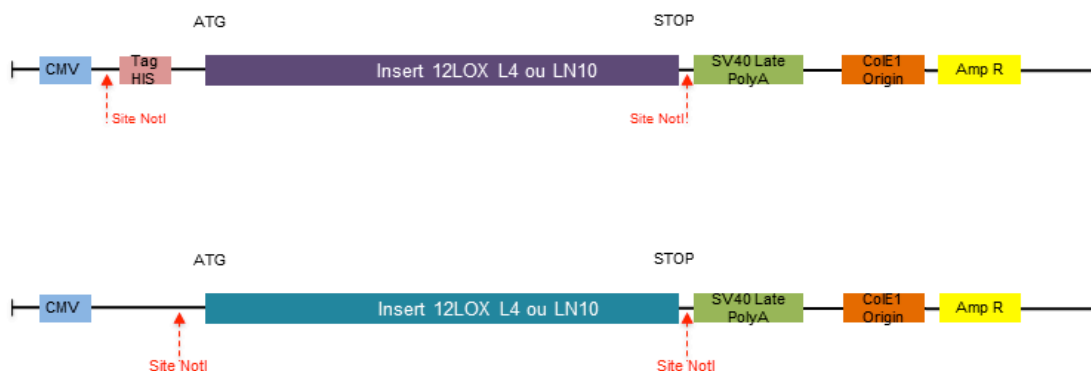 ATG
STOP
CMV
Tag
HIS
Insert 12LOX L4 ou LN10
SV40 Late
PolyA
ColE1
Origin
Amp R
Site NotI
Site NotI
ATG
STOP
CMV
Insert 12LOX L4 ou LN10
SV40 Late
PolyA
ColE1
Origin
Amp R
Site NotI
Site NotI